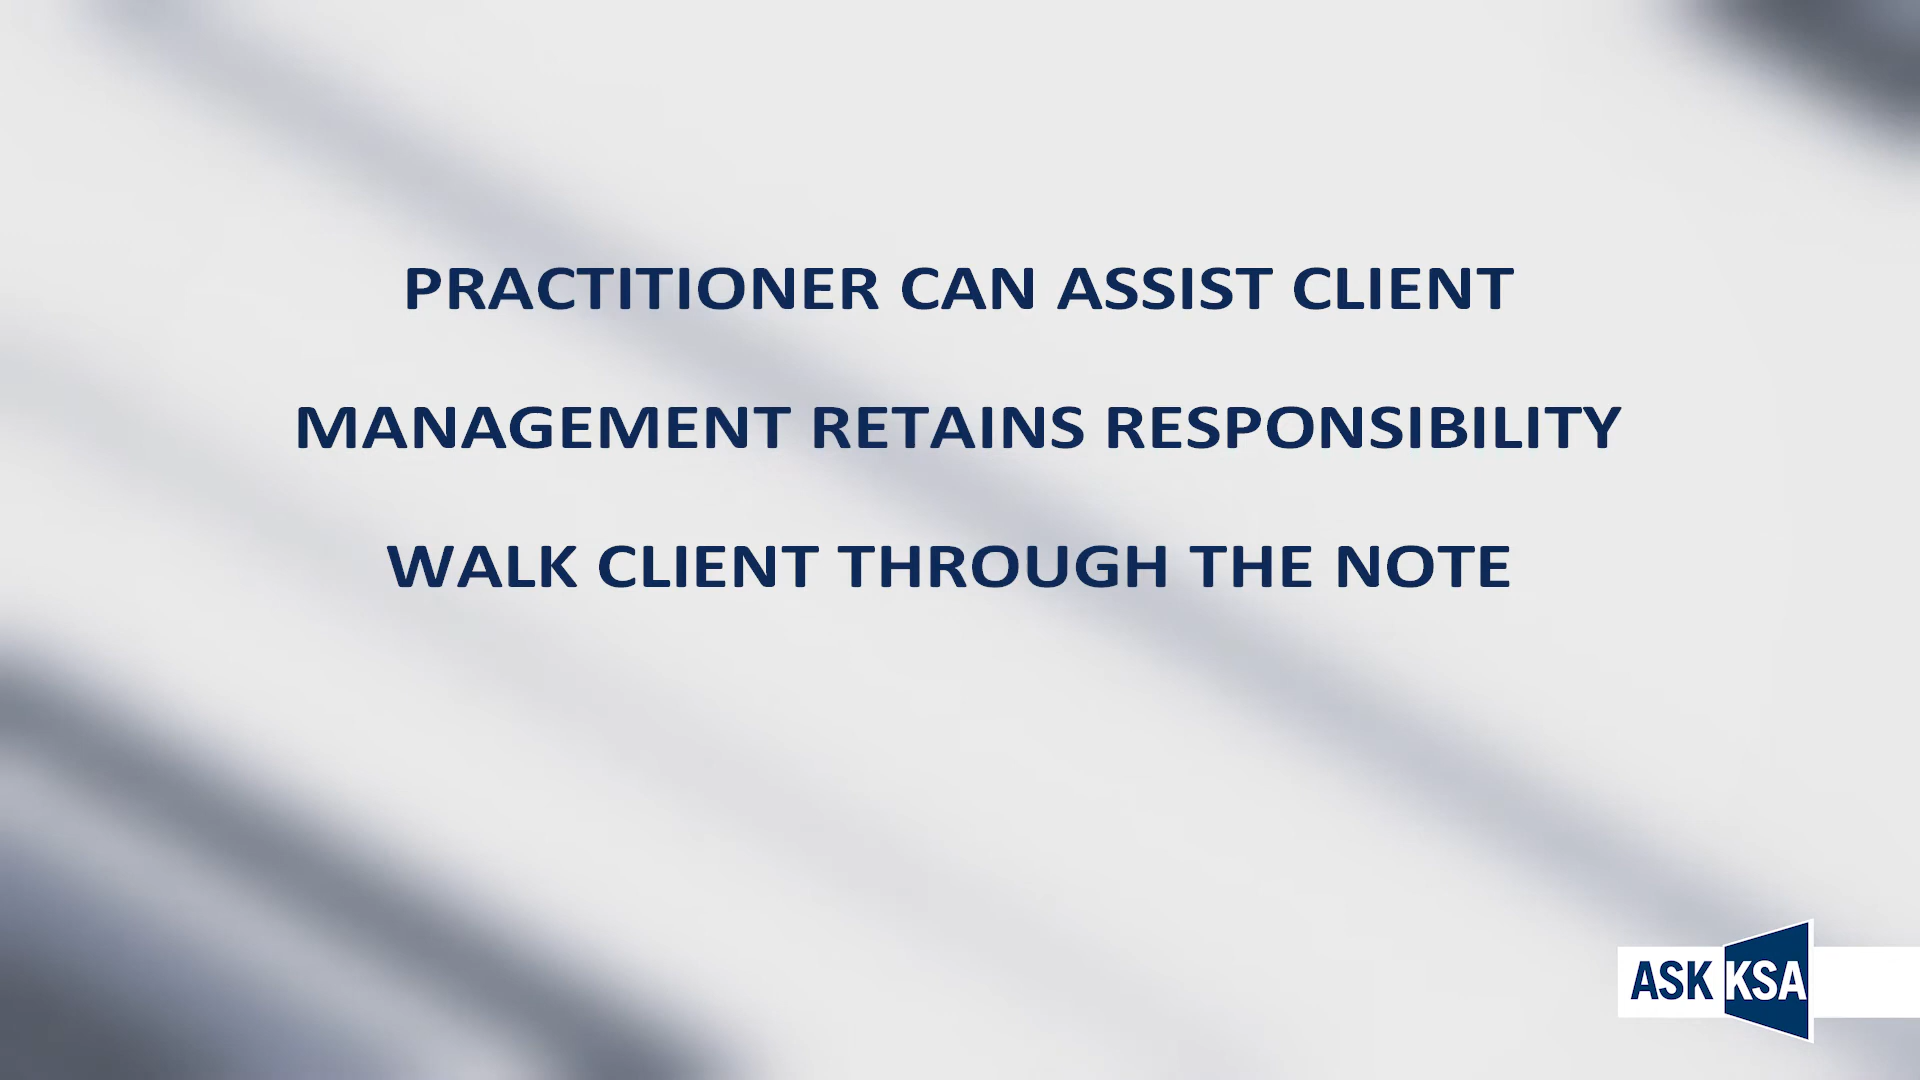 PRACTITIONER CAN ASSIST CLIENT
MANAGEMENT RETAINS RESPONSIBILITY
WALK CLIENT THROUGH THE NOTE
ASK KSA